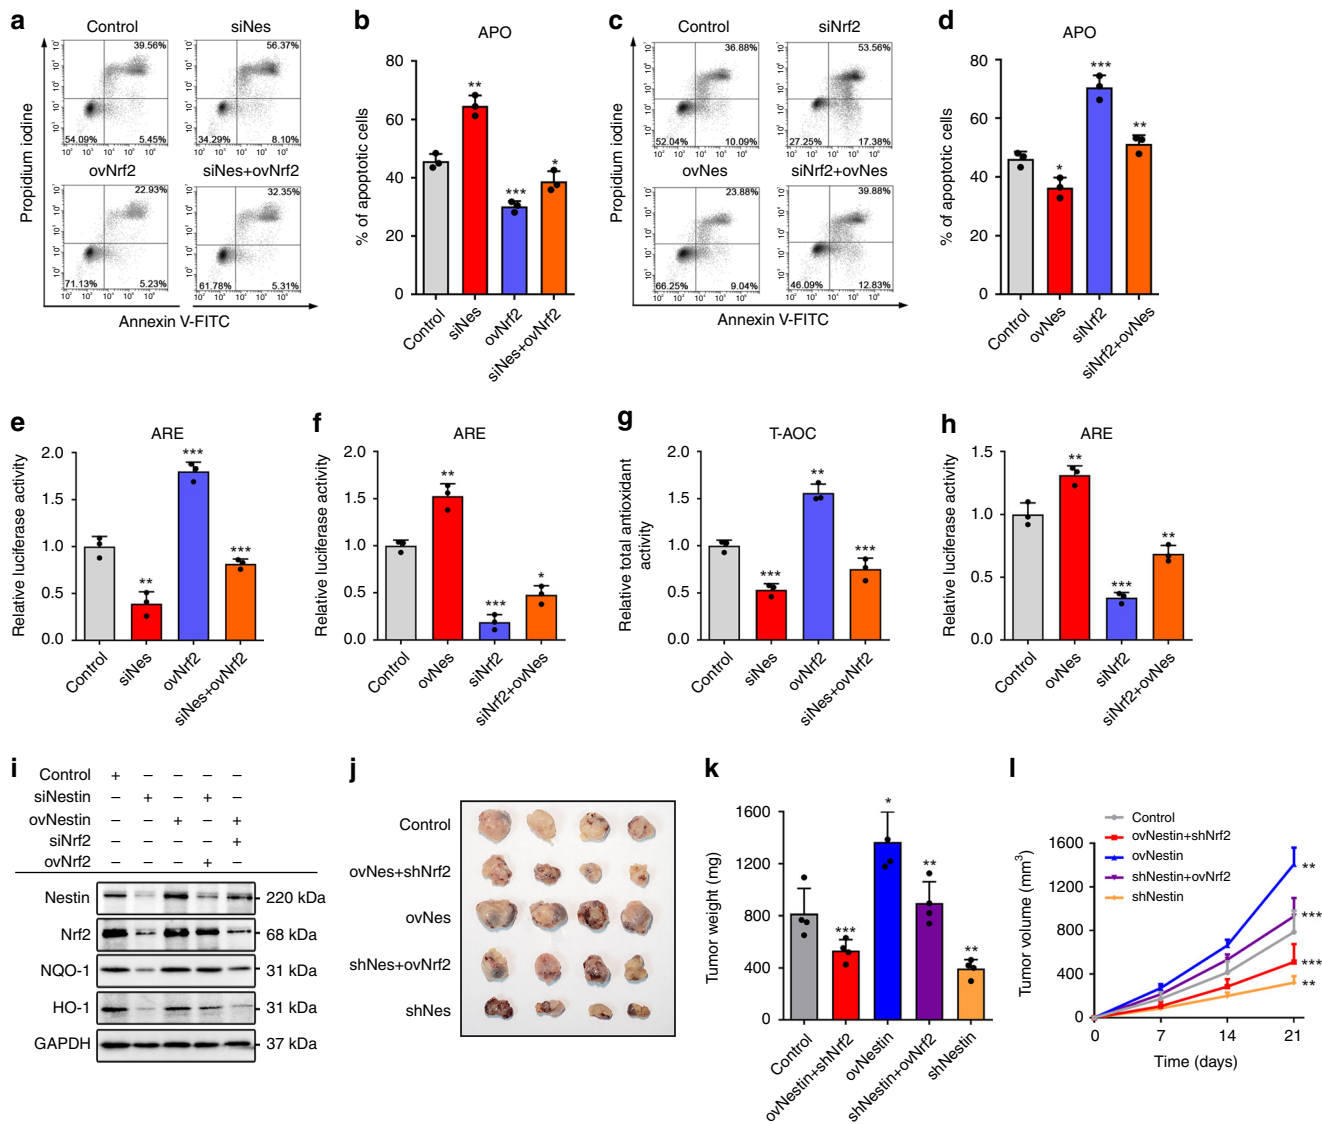 a
Control
siNes
39.56%
56.37%
54.09%
5.45%
34.29%
8.10%
ovNrf2
siNes+ovNrf2
22.93%
32.35%
71.13%
5.23%
61.78%
5.31%
Propidium iodine
Annexin V-FITC
b
APO
% of apoptotic cells
80
60
40
20
0
**
***
*
Control
siNes
ovNrf2
siNes+ovNrf2
c
Control
siNrf2
36.88%
53.56%
52.04%
10.09%
27.25%
17.38%
ovNes
siNrf2+ovNes
23.88%
39.88%
66.25%
9.04%
46.09%
12.83%
Propidium iodine
Annexin V-FITC
d
APO
% of apoptotic cells
80
60
40
20
0
*
***
**
Control
ovNes
siNrf2
siNrf2+ovNes
e
ARE
Relative luciferase activity
2.0
1.5
1.0
0.5
0.0
**
***
***
Control
siNes
ovNrf2
siNes+ovNrf2
f
ARE
Relative luciferase activity
2.0
1.5
1.0
0.5
0.0
**
***
*
Control
ovNes
siNrf2
siNrf2+ovNes
g
T-AOC
Relative total antioxidant
activity
2.0
1.5
1.0
0.5
0.0
***
**
***
Control
siNes
ovNrf2
siNes+ovNrf2
h
ARE
Relative luciferase activity
1.5
1.0
0.5
0.0
**
***
**
Control
ovNes
siNrf2
siNrf2+ovNes
i
Control + – – – –
siNestin – + – + –
ovNestin – – + – +
siNrf2 – – – – +
ovNrf2 – – – + –
Nestin 220 kDa
Nrf2 68 kDa
NQO-1 31 kDa
HO-1 31 kDa
GAPDH 37 kDa
j
Control
ovNes+shNrf2
ovNes
shNes+ovNrf2
shNes
k
Tumor weight (mg)
1600
1200
800
400
0
***
*
**
**
Control
ovNestin+shNrf2
ovNestin
shNestin+ovNrf2
shNestin
l
Control
ovNestin+shNrf2
ovNestin
shNestin+ovNrf2
shNestin
Tumor volume (mm³)
1600
1200
800
400
0
**
***
***
**
0 7 14 21
Time (days)